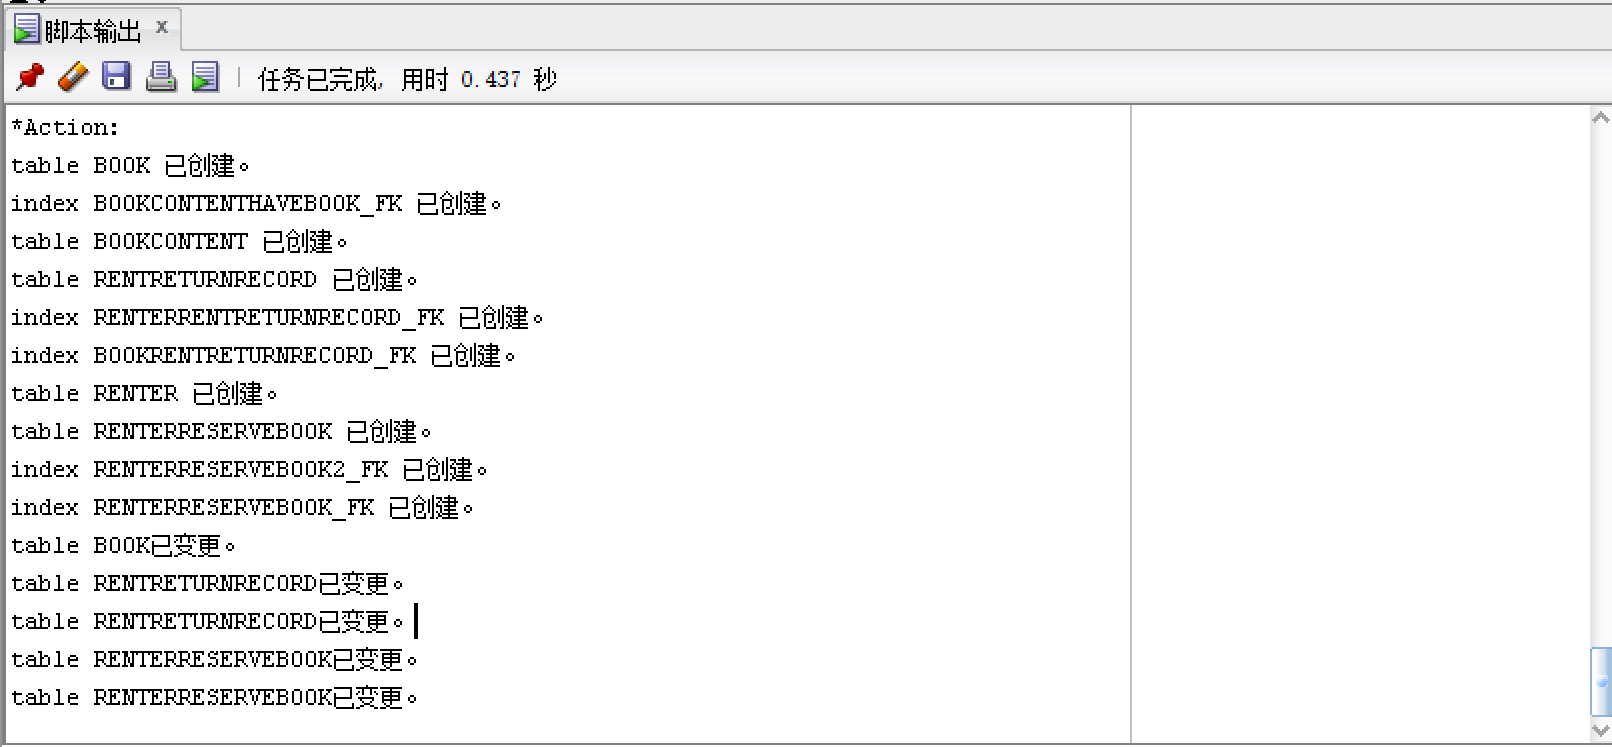 脚本输出 x
任务已完成, 用时 0.437 秒
*Action:
table BOOK 已创建。
index BOOKCONTENTHAVEBOOK_FK 已创建。
table BOOKCONTENT 已创建。
table RENTRETURNRECORD 已创建。
index RENTERRENTRETURNRECORD_FK 已创建。
index BOOKRENTRETURNRECORD_FK 已创建。
table RENTER 已创建。
table RENTERRESERVEBOOK 已创建。
index RENTERRESERVEBOOK2_FK 已创建。
index RENTERRESERVEBOOK_FK 已创建。
table BOOK已变更。
table RENTRETURNRECORD已变更。
table RENTRETURNRECORD已变更。
table RENTERRESERVEBOOK已变更。
table RENTERRESERVEBOOK已变更。